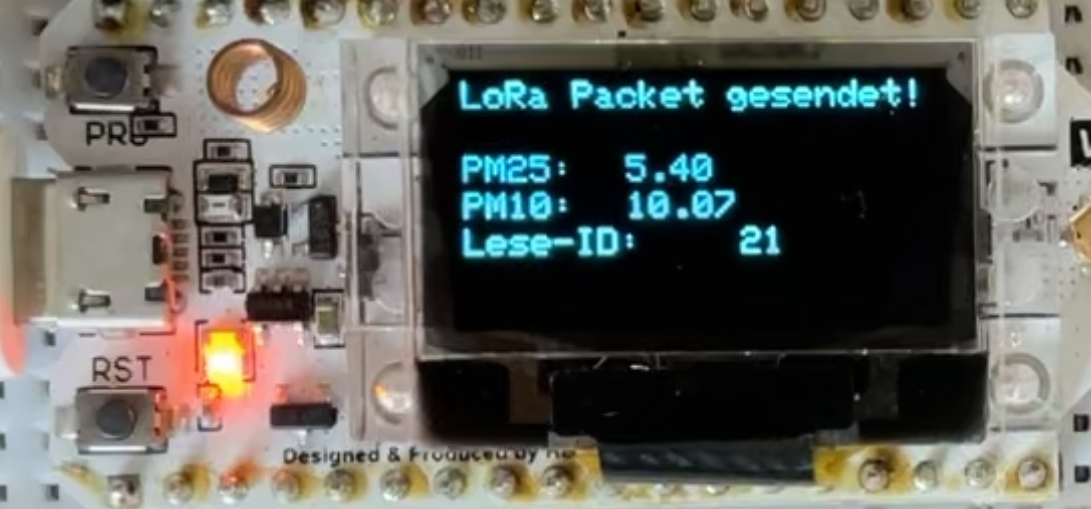 LoRa Packet gesendet!
PM25: 5.40
PM10: 10.07
Lese-ID: 21
PRG
RST
Designed & Produced by